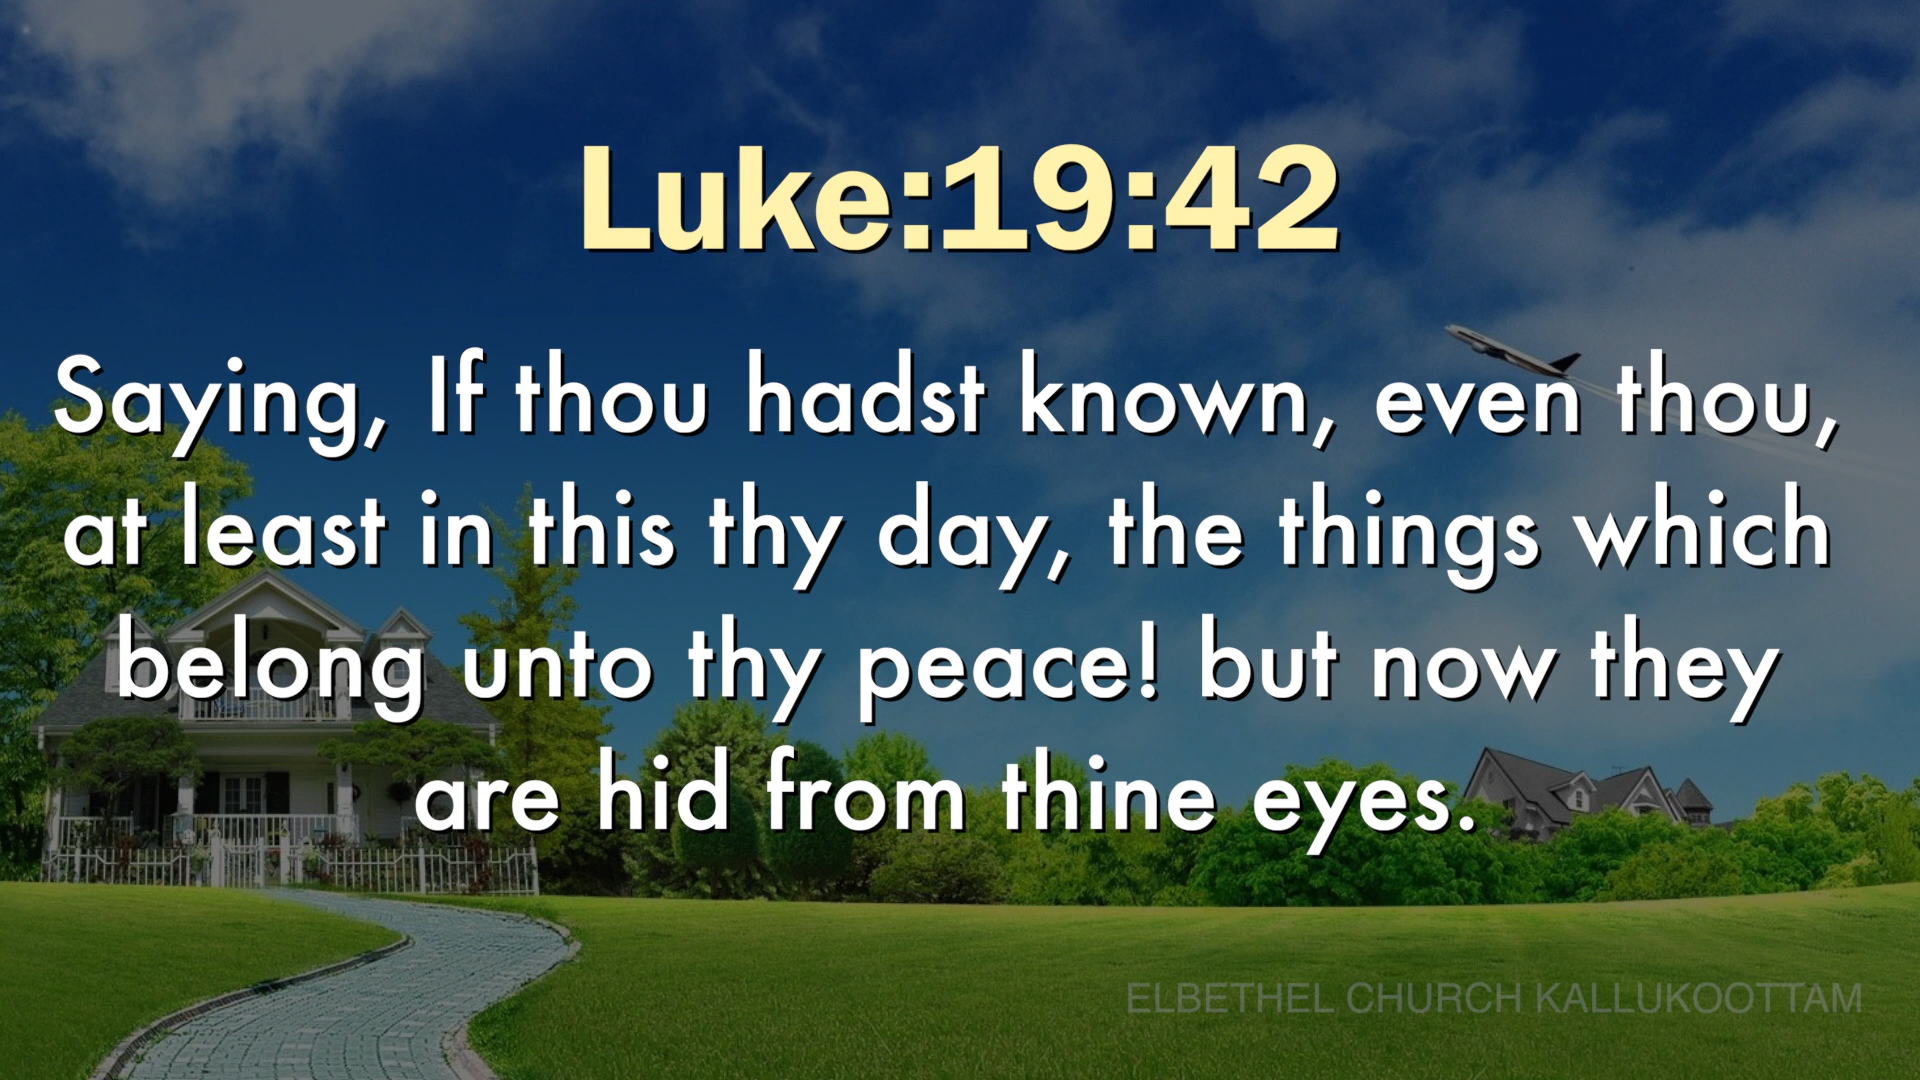 Luke:19:42
Saying, If thou hadst known, even thou,
at least in this thy day, the things which
belong unto thy peace! but now they
are hid from thine eyes.
ELBETHEL CHURCH KALLUKOOTTAM